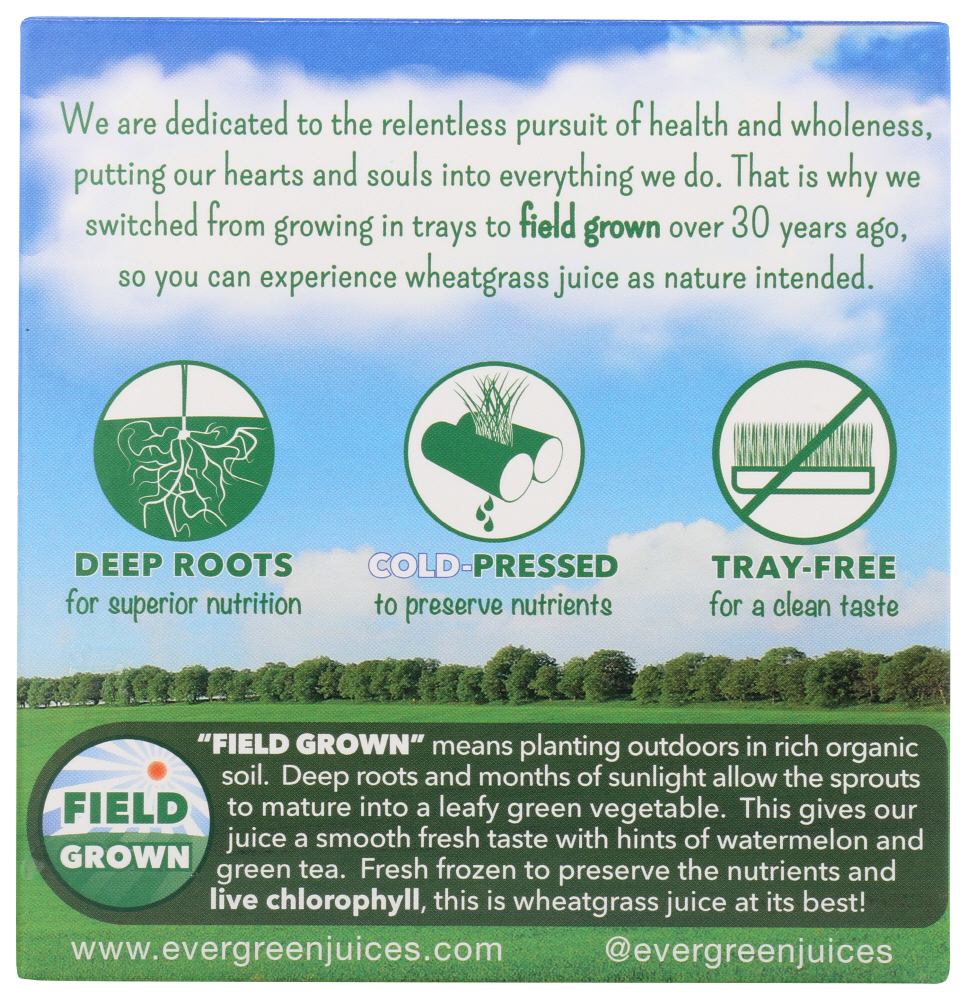 We are dedicated to the relentless pursuit of health and wholeness,
putting our hearts and souls into everything we do. That is why we
switched from growing in trays to field grown over 30 years ago,
so you can experience wheatgrass juice as nature intended.
DEEP ROOTS
for superior nutrition
COLD-PRESSED
to preserve nutrients
TRAY-FREE
for a clean taste
FIELD
GROWN
"FIELD GROWN" means planting outdoors in rich organic
soil. Deep roots and months of sunlight allow the sprouts
to mature into a leafy green vegetable. This gives our
juice a smooth fresh taste with hints of watermelon and
green tea. Fresh frozen to preserve the nutrients and
live chlorophyll, this is wheatgrass juice at its best!
www.evergreenjuices.com
@evergreenjuices